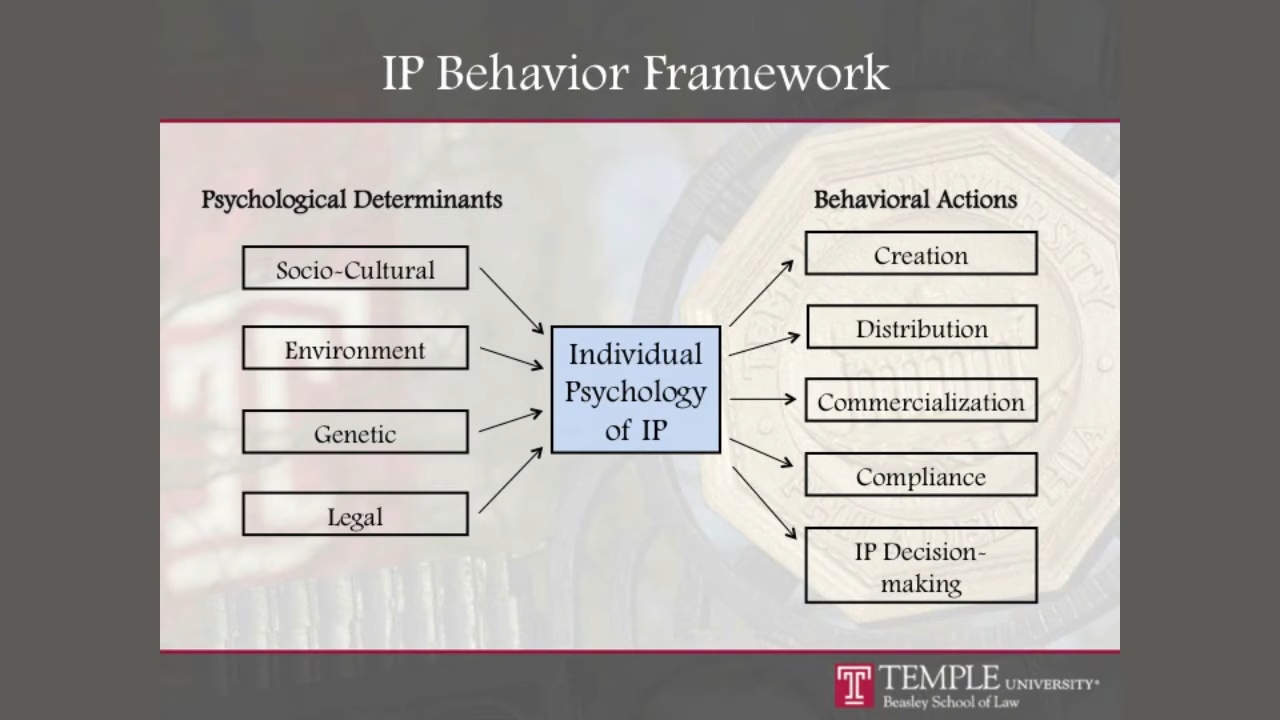 IP Behavior Framework
Psychological Determinants
Socio-Cultural
Environment
Genetic
Legal
Individual
Psychology
of IP
Behavioral Actions
Creation
Distribution
Commercialization
Compliance
IP Decision-
making
TEMPLE UNIVERSITY®
Beasley School of Law